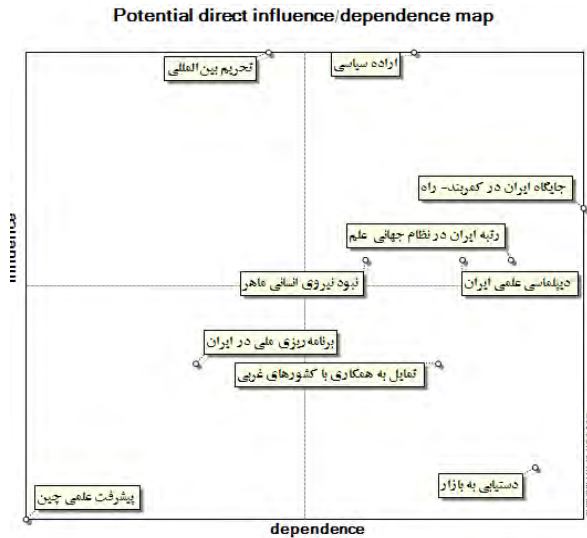 Potential direct influence/dependence map
تحریم بین المللی
اراده سیاسی
جایگاه ایران در کمربند- راه
رتبه ایران در نظام جهانی علم
نبود نیروی انسانی ماهر
دیپلماسی علمی ایران
برنامه‌ریزی ملی در ایران
تمایل به همکاری با کشورهای غربی
دستیابی به بازار
پیشرفت علمی چین
influence
dependence